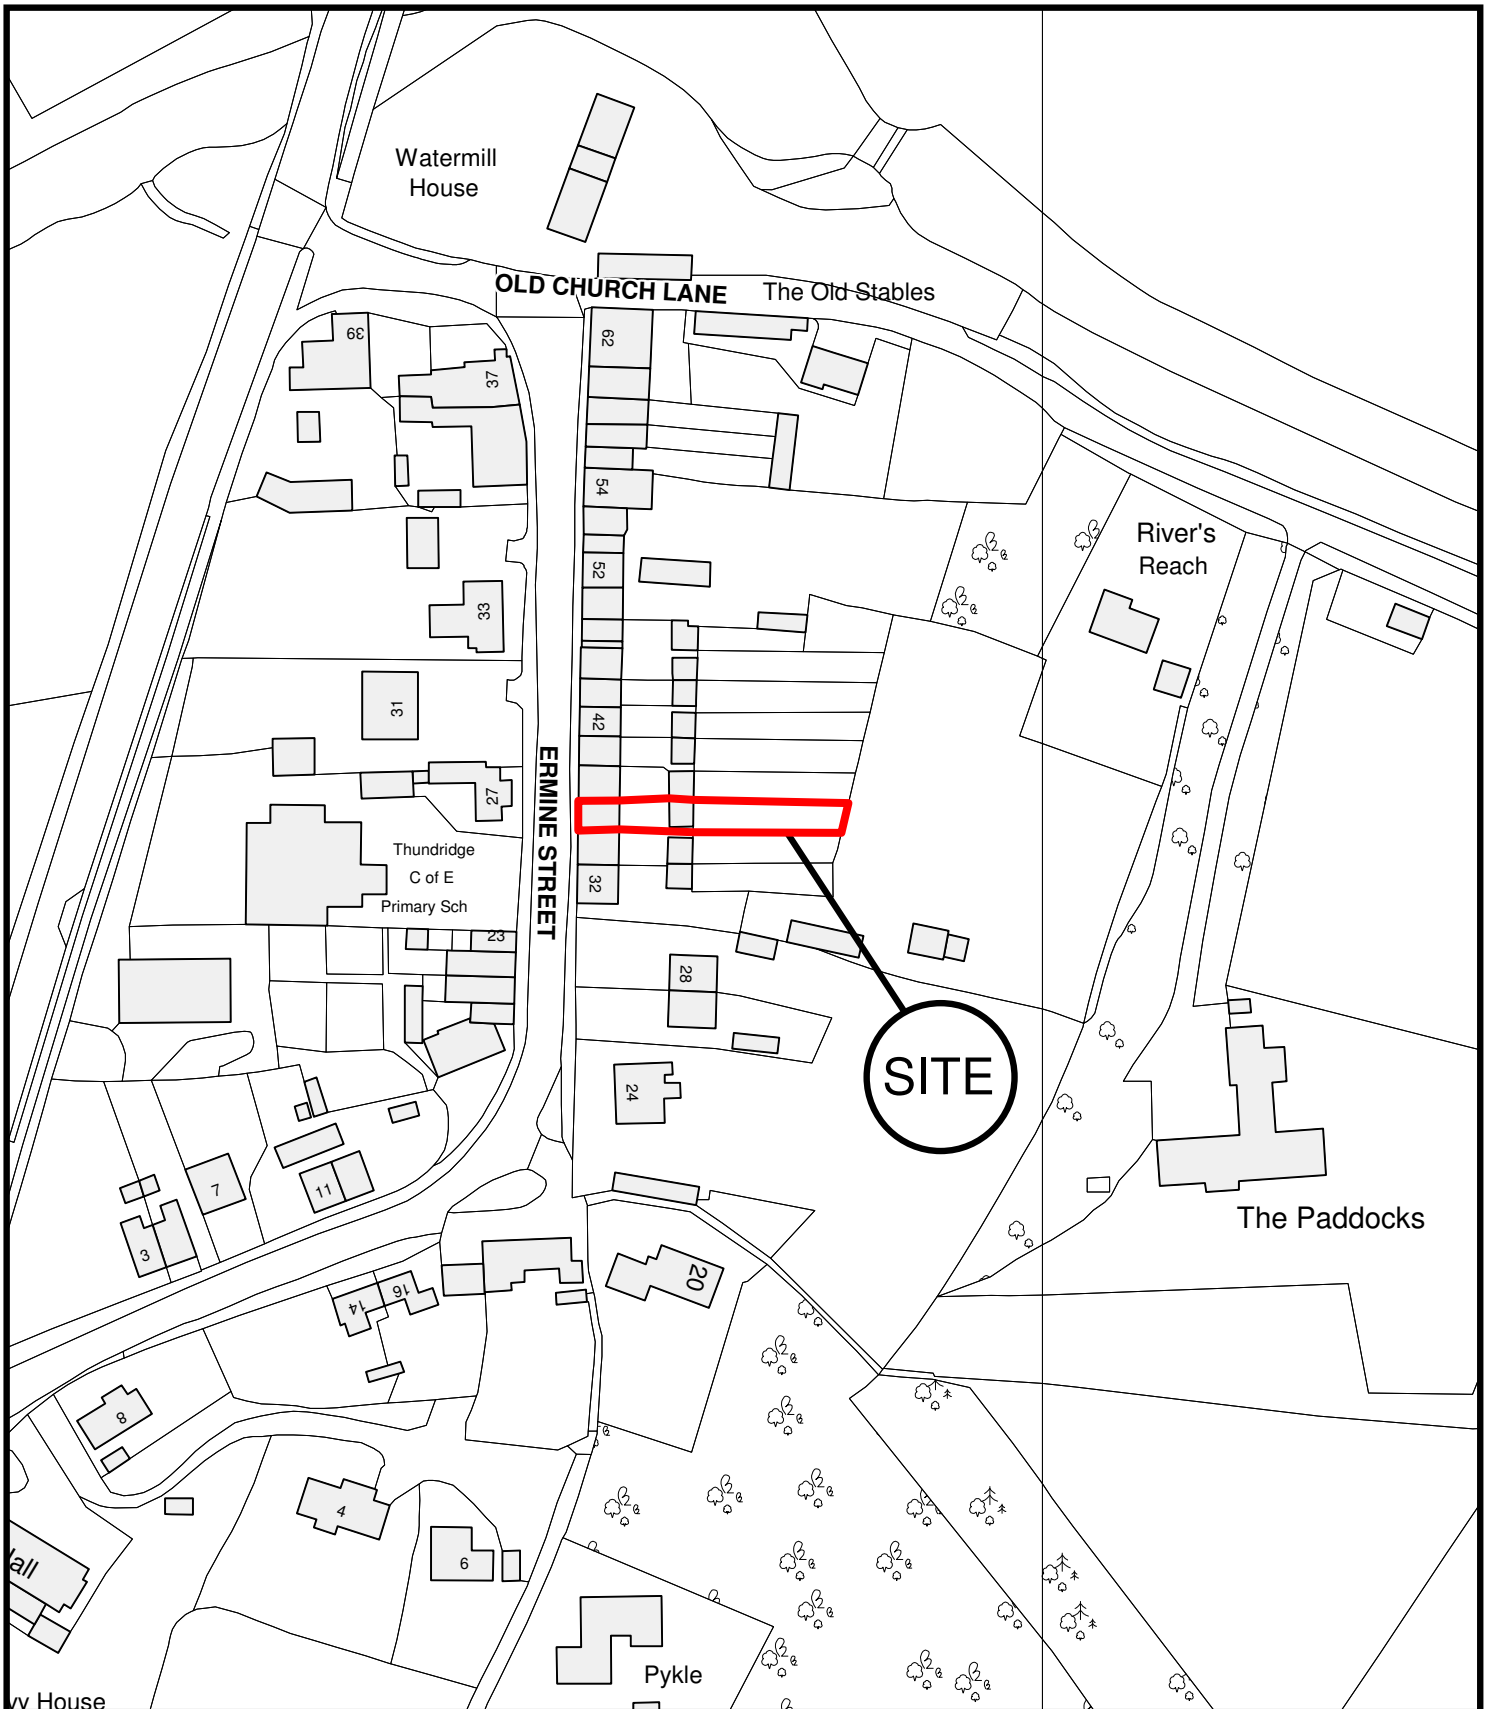 Watermill
House
OLD CHURCH LANE
The Old Stables
39
62
37
54
River's
Reach
52
33
31
42
ERMINE STREET
27
Thundridge
C of E
Primary Sch
32
23
28
SITE
24
7
11
3
The Paddocks
20
16
14
8
4
6
Pykle